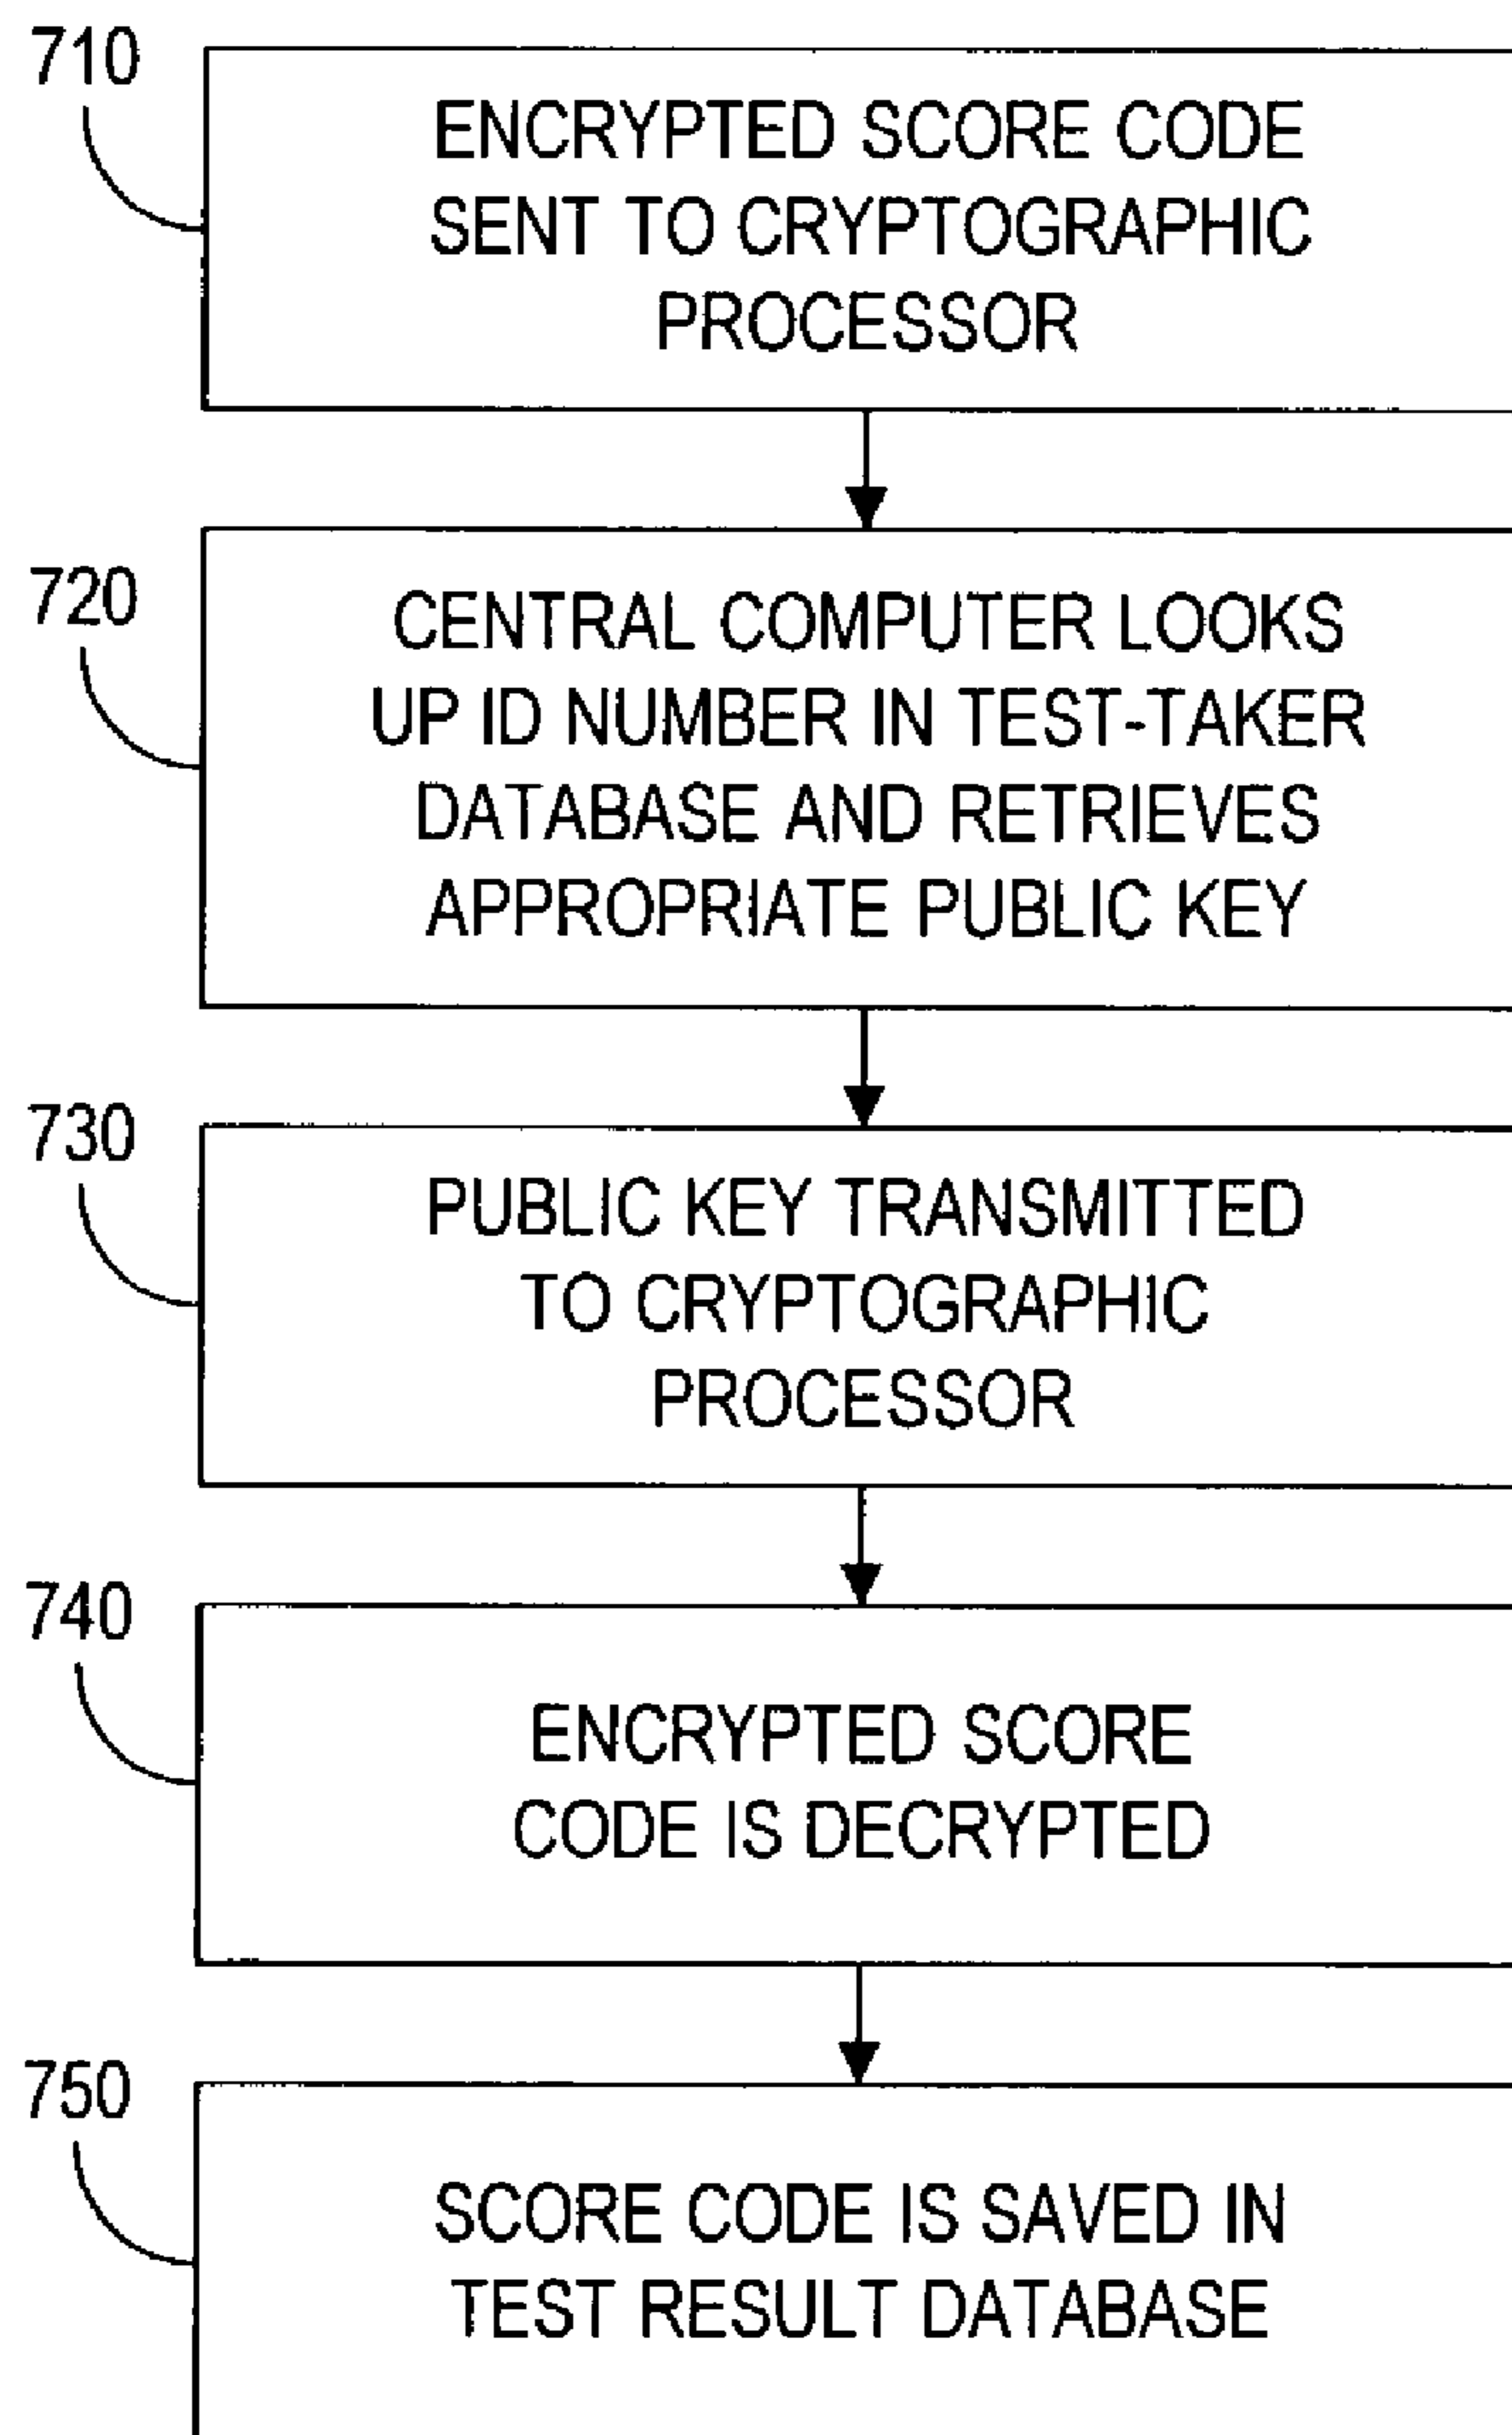 710
ENCRYPTED SCORE CODE
SENT TO CRYPTOGRAPHIC
PROCESSOR
720
CENTRAL COMPUTER LOOKS
UP ID NUMBER IN TEST-TAKER
DATABASE AND RETRIEVES
APPROPRIATE PUBLIC KEY
730
PUBLIC KEY TRANSMITTED
TO CRYPTOGRAPHIC
PROCESSOR
740
ENCRYPTED SCORE
CODE IS DECRYPTED
750
SCORE CODE IS SAVED IN
TEST RESULT DATABASE